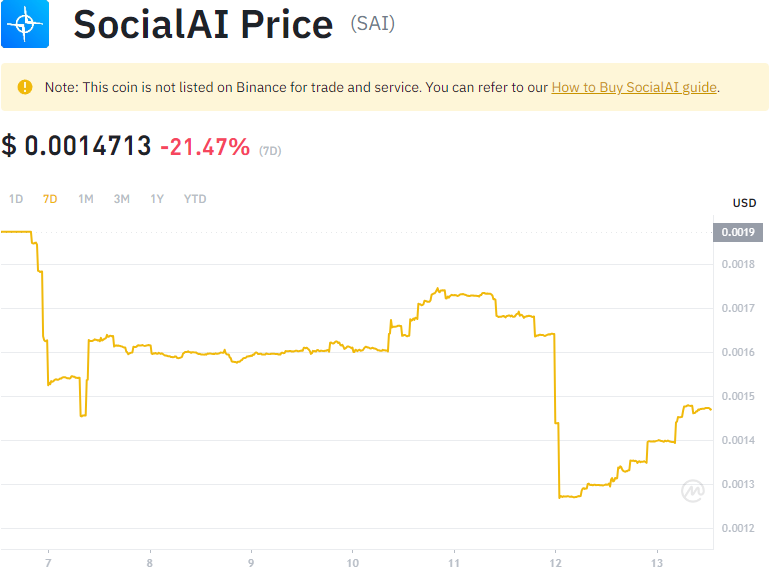 SocialAI Price (SAI)
Note: This coin is not listed on Binance for trade and service. You can refer to our How to Buy SocialAI guide.
$ 0.0014713 -21.47% (7D)
1D 7D 1M 3M 1Y YTD
USD
0.0019
0.0018
0.0017
0.0016
0.0015
0.0014
0.0013
0.0012
7 8 9 10 11 12 13